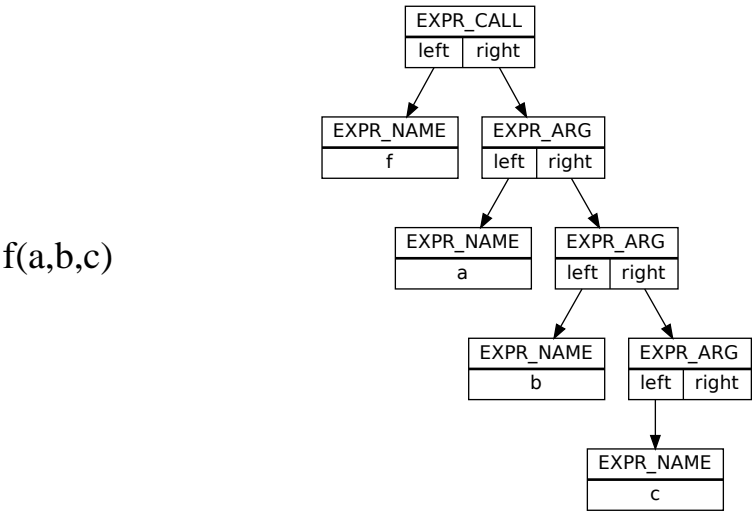 EXPR_CALL
left right
EXPR_NAME EXPR_ARG
f left right
f(a,b,c)
EXPR_NAME EXPR_ARG
a left right
EXPR_NAME EXPR_ARG
b left right
EXPR_NAME
c